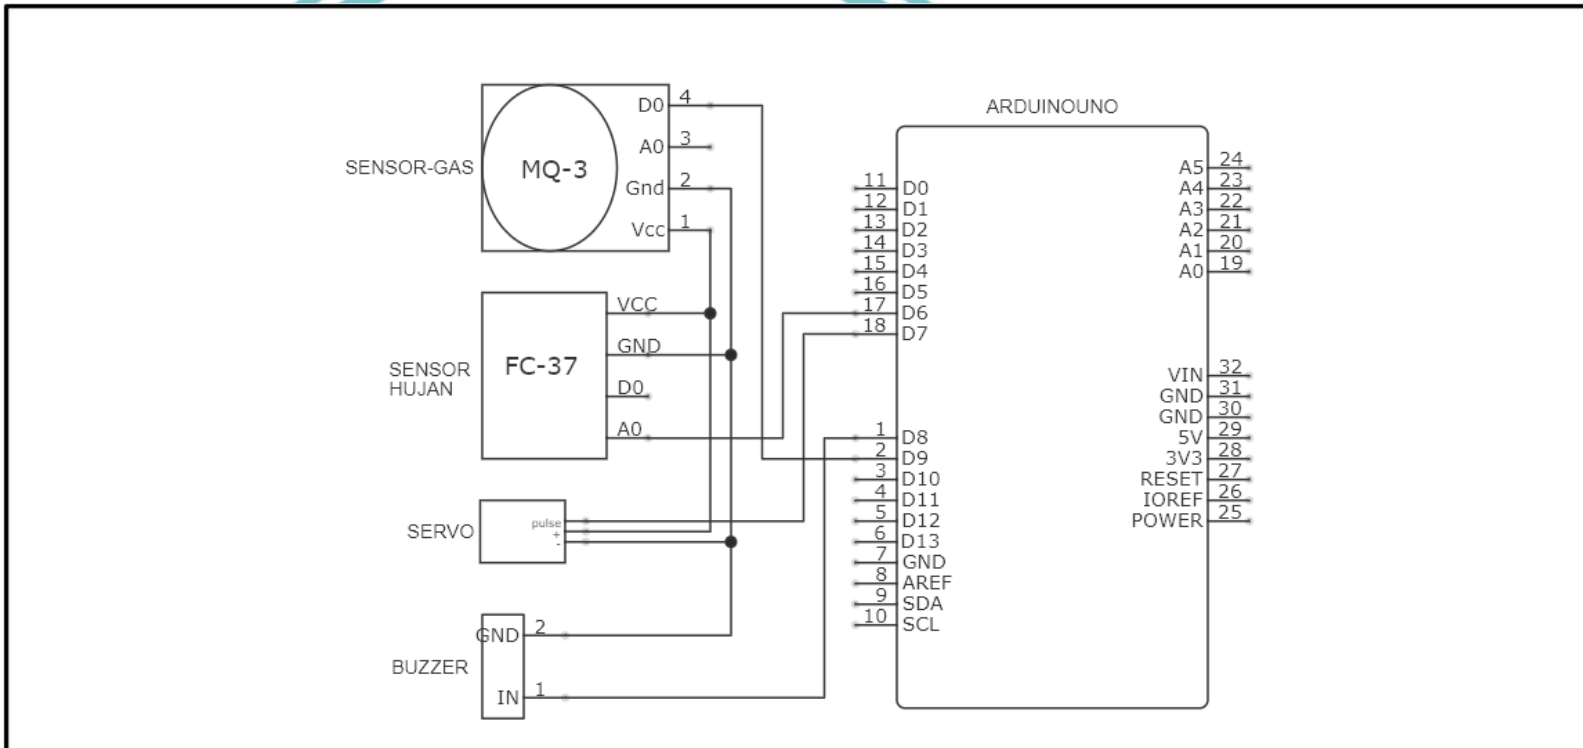 SENSOR-GAS
MQ-3
D0 4
A0 3
Gnd 2
Vcc 1
SENSOR
HUJAN
FC-37
VCC
GND
D0
A0
SERVO
pulse
+
-
BUZZER
GND 2
IN 1
ARDUINOUNO
11 D0
12 D1
13 D2
14 D3
15 D4
16 D5
17 D6
18 D7
1 D8
2 D9
3 D10
4 D11
5 D12
6 D13
7 GND
8 AREF
9 SDA
10 SCL
A5 24
A4 23
A3 22
A2 21
A1 20
A0 19
VIN 32
GND 31
GND 30
5V 29
3V3 28
RESET 27
IOREF 26
POWER 25